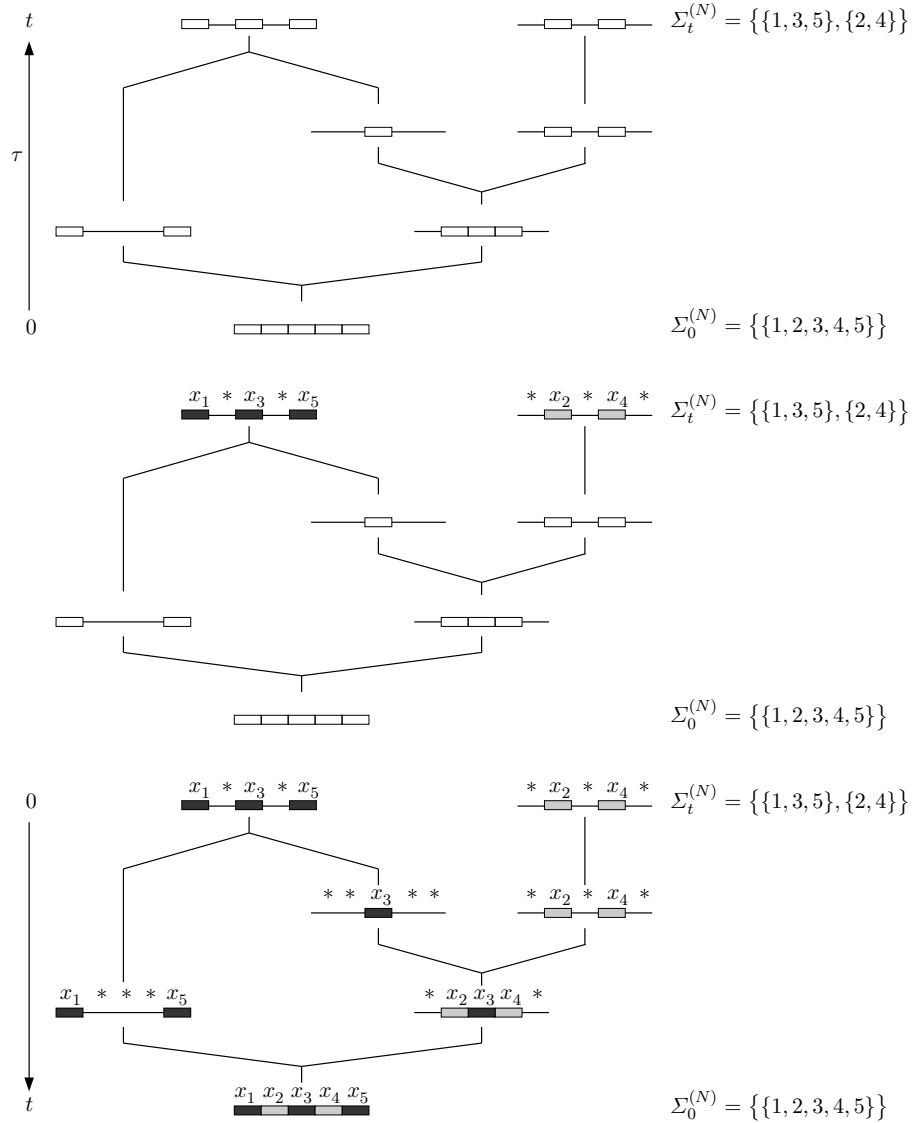 t Σ_t^{(N)} = {{1, 3, 5}, {2, 4}}
τ
0 Σ_0^{(N)} = {{1, 2, 3, 4, 5}}
x_1 * x_3 * x_5 * x_2 * x_4 * Σ_t^{(N)} = {{1, 3, 5}, {2, 4}}
Σ_0^{(N)} = {{1, 2, 3, 4, 5}}
0 x_1 * x_3 * x_5 * x_2 * x_4 * Σ_t^{(N)} = {{1, 3, 5}, {2, 4}}
* * x_3 * * * x_2 * x_4 *
x_1 * * * x_5 * x_2 x_3 x_4 *
t x_1 x_2 x_3 x_4 x_5 Σ_0^{(N)} = {{1, 2, 3, 4, 5}}